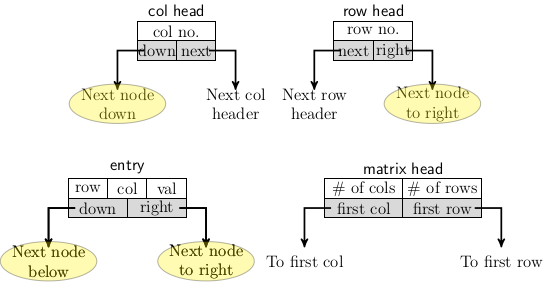 col head
col no.
down next
Next node
down
Next col
header
row head
row no.
next right
Next row
header
Next node
to right
entry
row col val
down right
Next node
below
Next node
to right
matrix head
# of cols # of rows
first col first row
To first col
To first row